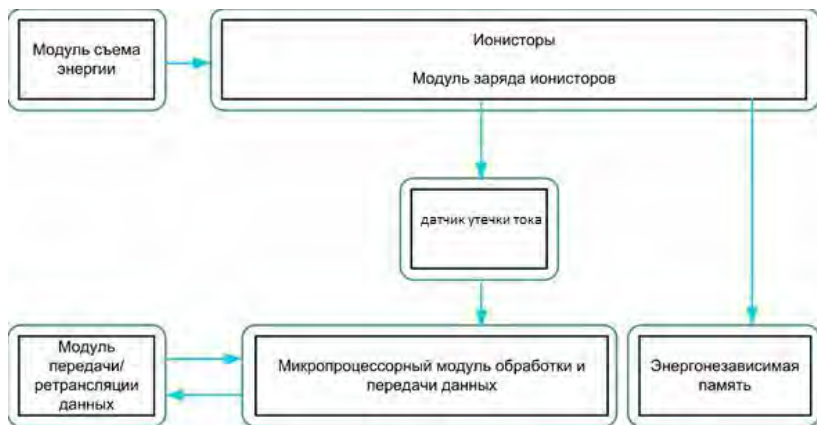 Модуль съема
энергии
Ионисторы
Модуль заряда ионисторов
датчик утечки тока
Модуль
передачи/
ретрансляции
данных
Микропроцессорный модуль обработки и
передачи данных
Энергонезависимая
память